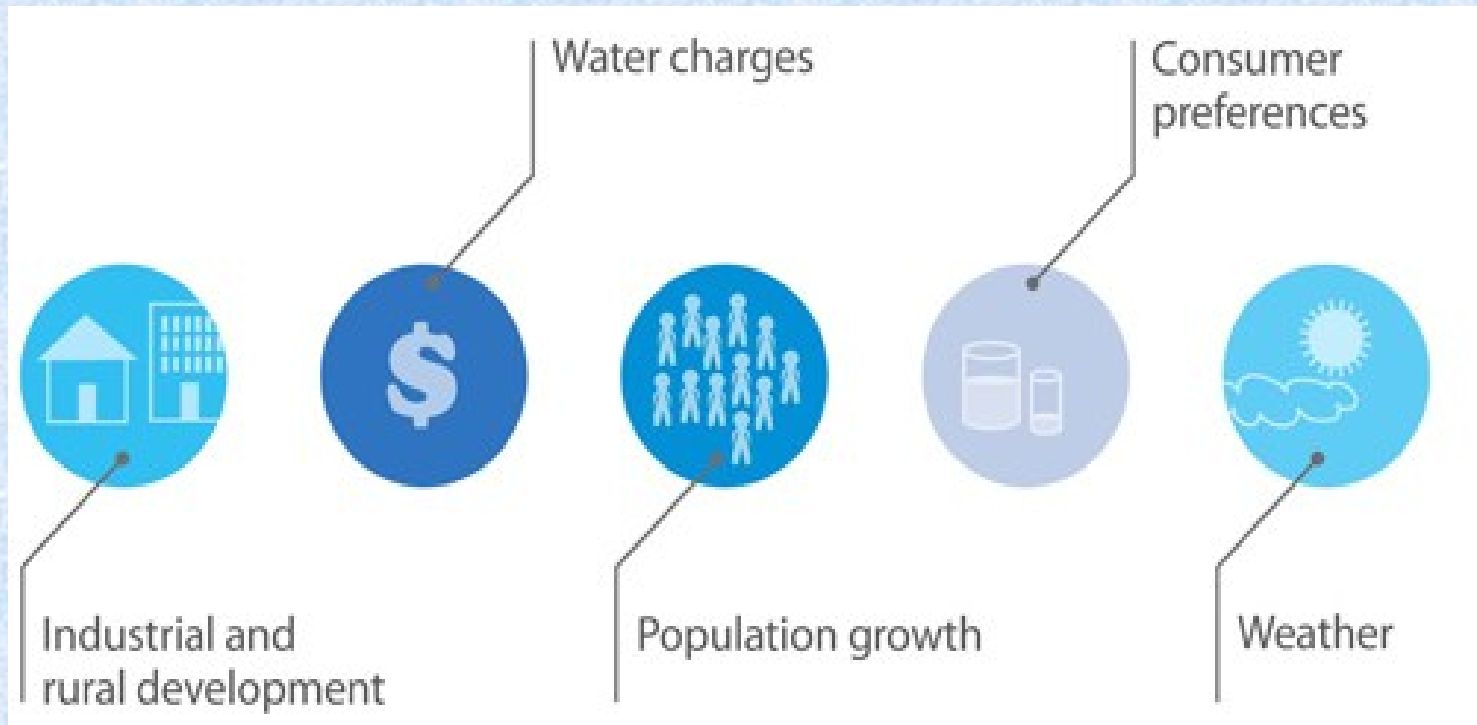 Water charges
Consumer
preferences
$
Industrial and
rural development
Population growth
Weather